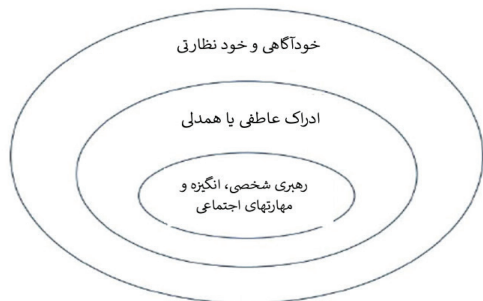 خودآگاهی و خود نظارتی
ادراک عاطفی یا همدلی
رهبری شخصی، انگیزه و
مهارتهای اجتماعی